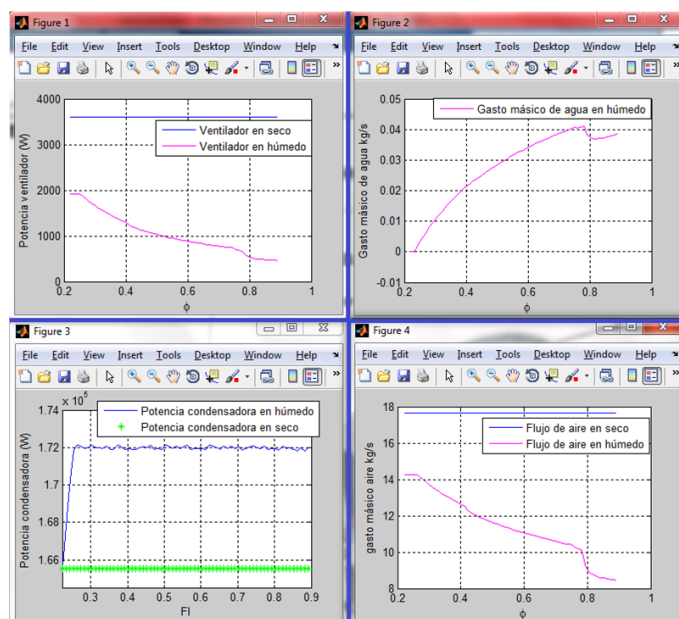 Figure 1
File Edit View Insert Tools Desktop Window Help
Potencia ventilador (W)
4000
3000
2000
1000
0
Ventilador en seco
Ventilador en húmedo
0.2 0.4 0.6 0.8 1
ϕ
Figure 2
File Edit View Insert Tools Desktop Window Help
Gasto másico de agua kg/s
0.05
0.04
0.03
0.02
0.01
0
-0.01
Gasto másico de agua en húmedo
0.2 0.4 0.6 0.8 1
ϕ
Figure 3
File Edit View Insert Tools Desktop Window Help
Potencia condensadora (W)
x 10⁵
1.74
1.72
1.7
1.68
1.66
Potencia condensadora en húmedo
Potencia condensadora en seco
0.3 0.4 0.5 0.6 0.7 0.8 0.9
FI
Figure 4
File Edit View Insert Tools Desktop Window Help
gasto másico aire kg/s
18
16
14
12
10
8
Flujo de aire en seco
Flujo de aire en húmedo
0.2 0.4 0.6 0.8 1
ϕ